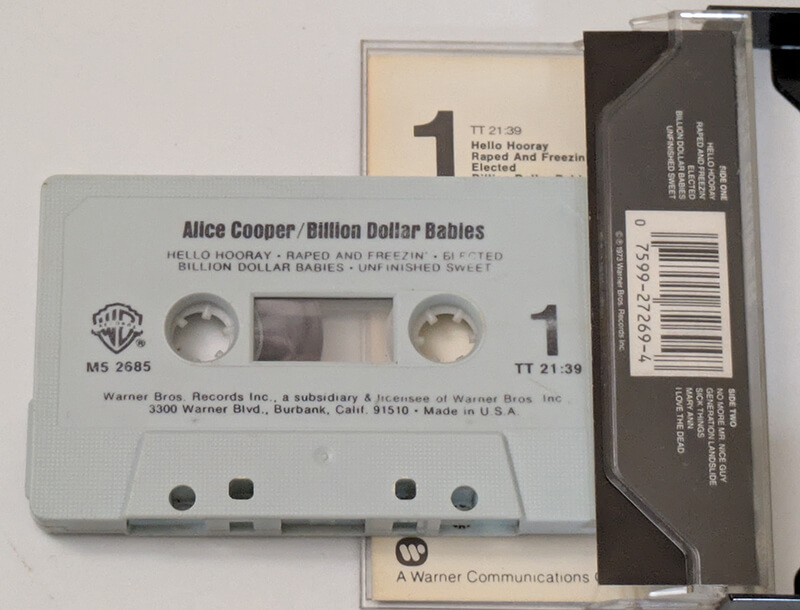 1
TT 21:39
Hello Hooray
Raped And Freezin
Elected
Alice Cooper/Billion Dollar Babies
HELLO HOORAY • RAPED AND FREEZIN' • ELECTED
BILLION DOLLAR BABIES • UNFINISHED SWEET
1
M5 2685
TT 21:39
Warner Bros. Records Inc., a subsidiary & licensee of Warner Bros. Inc.
3300 Warner Blvd., Burbank, Calif. 91510 • Made in U.S.A.
A Warner Communications
SIDE ONE
HELLO HOORAY
RAPED AND FREEZIN'
ELECTED
BILLION DOLLAR BABIES
UNFINISHED SWEET
0 7599-27269-4
© ℗ 1973 Warner Bros. Records Inc.
SIDE TWO
NO MORE MR. NICE GUY
GENERATION LANDSLIDE
SICK THINGS
MARY ANN
I LOVE THE DEAD